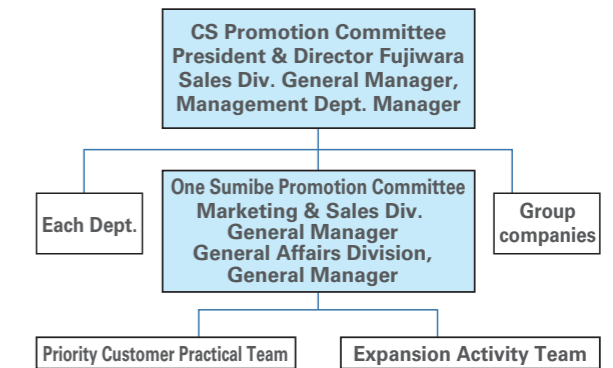 CS Promotion Committee
President & Director Fujiwara
Sales Div. General Manager,
Management Dept. Manager
Each Dept.
One Sumibe Promotion Committee
Marketing & Sales Div.
General Manager
General Affairs Division,
General Manager
Group
companies
Priority Customer Practical Team
Expansion Activity Team